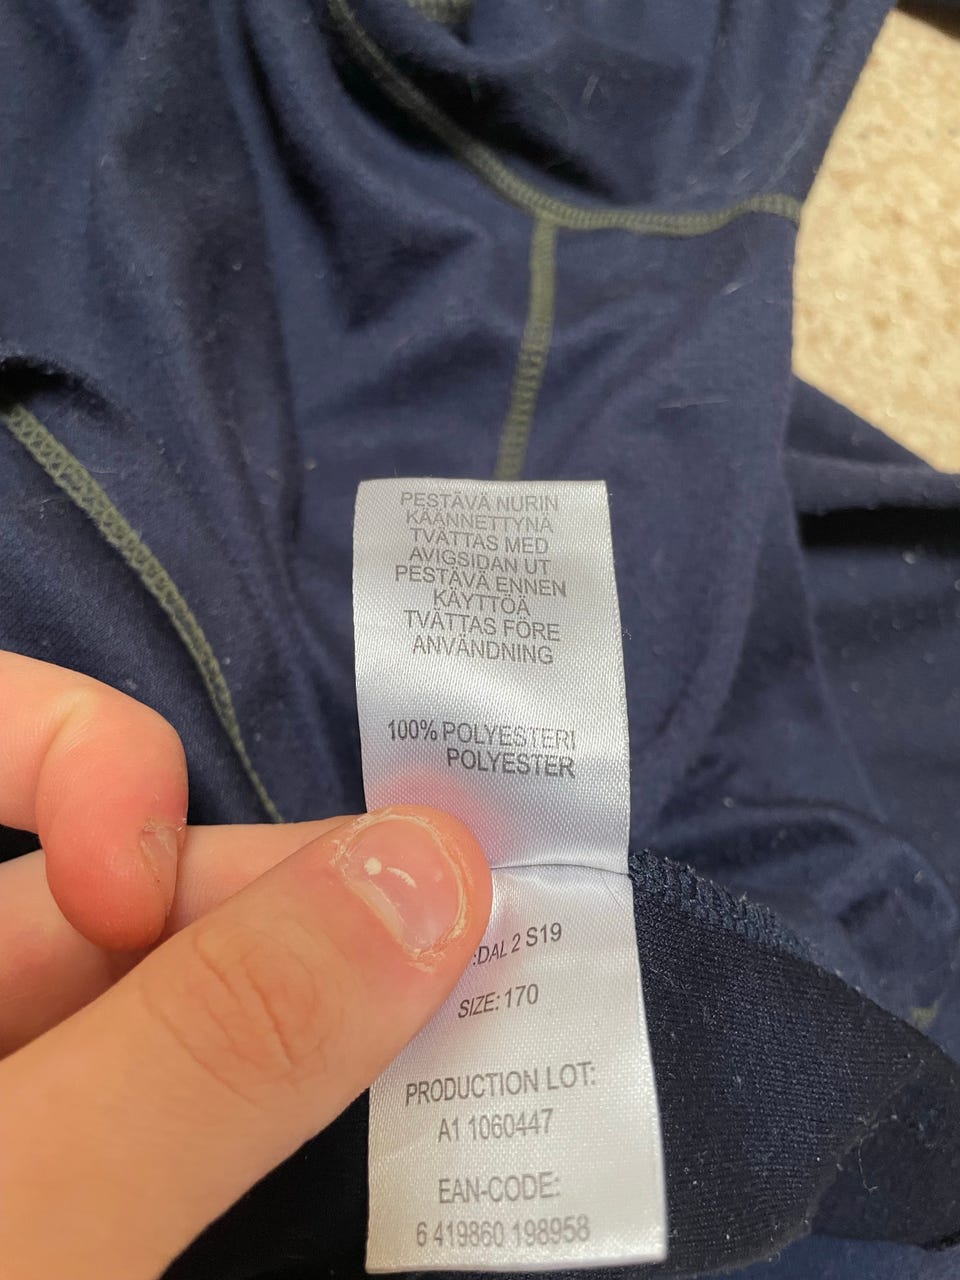 PESTÄVÄ NURIN
KÄÄNNETTYNÄ
TVÄTTAS MED
AVIGSIDAN UT
PESTÄVÄ ENNEN
KÄYTTÖÄ
TVÄTTAS FÖRE
ANVÄNDNING
100% POLYESTERI
POLYESTER
:DAL 2 S19
SIZE: 170
PRODUCTION LOT:
A1 1060447
EAN-CODE:
6 419860 198958